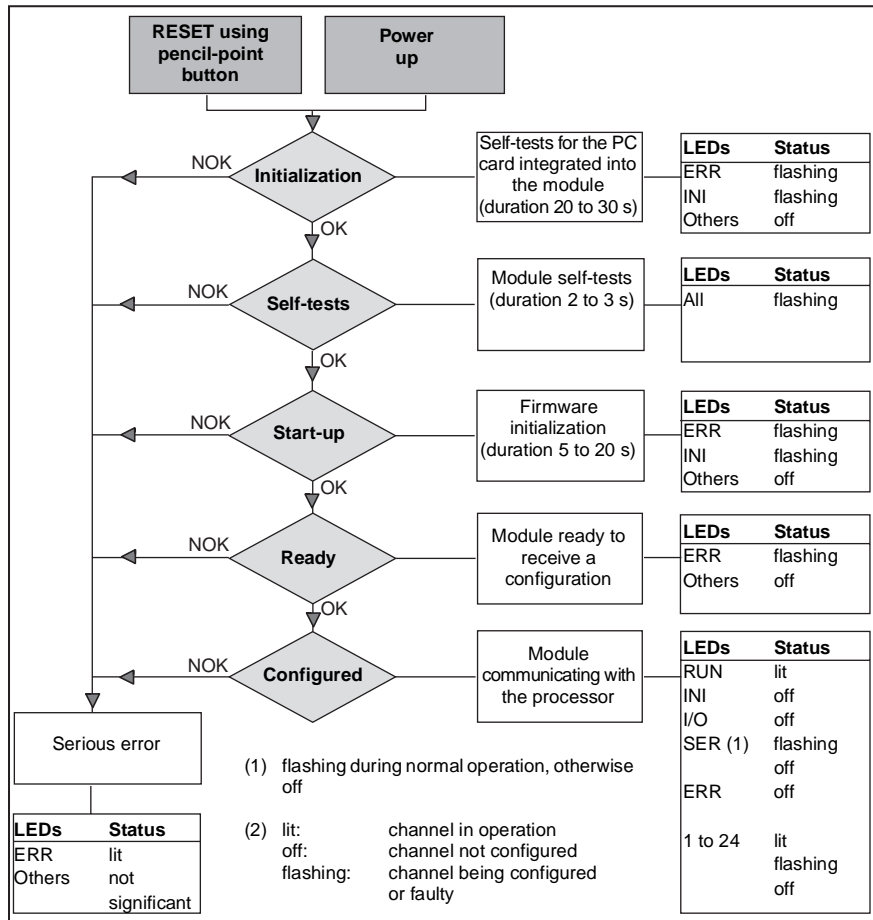 RESET using
pencil-point
button
Power
up
NOK
Initialization
OK
Self-tests for the PC
card integrated into
the module
(duration 20 to 30 s)
LEDs Status
ERR flashing
INI flashing
Others off
NOK
Self-tests
OK
Module self-tests
(duration 2 to 3 s)
LEDs Status
All flashing
NOK
Start-up
OK
Firmware
initialization
(duration 5 to 20 s)
LEDs Status
ERR flashing
INI flashing
Others off
NOK
Ready
OK
Module ready to
receive a
configuration
LEDs Status
ERR flashing
Others off
NOK
Configured
Module
communicating with
the processor
LEDs Status
RUN lit
INI off
I/O off
SER (1) flashing
off
ERR off
1 to 24 lit
flashing
off
Serious error
LEDs Status
ERR lit
Others not
significant
(1) flashing during normal operation, otherwise
off
(2) lit: channel in operation
off: channel not configured
flashing: channel being configured
or faulty